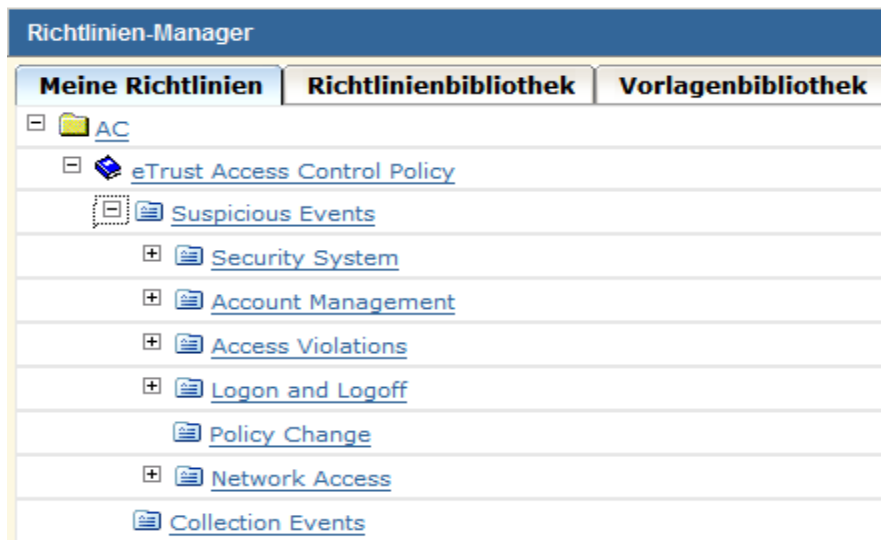 Richtlinien-Manager
Meine Richtlinien Richtlinienbibliothek Vorlagenbibliothek
AC
eTrust Access Control Policy
Suspicious Events
Security System
Account Management
Access Violations
Logon and Logoff
Policy Change
Network Access
Collection Events